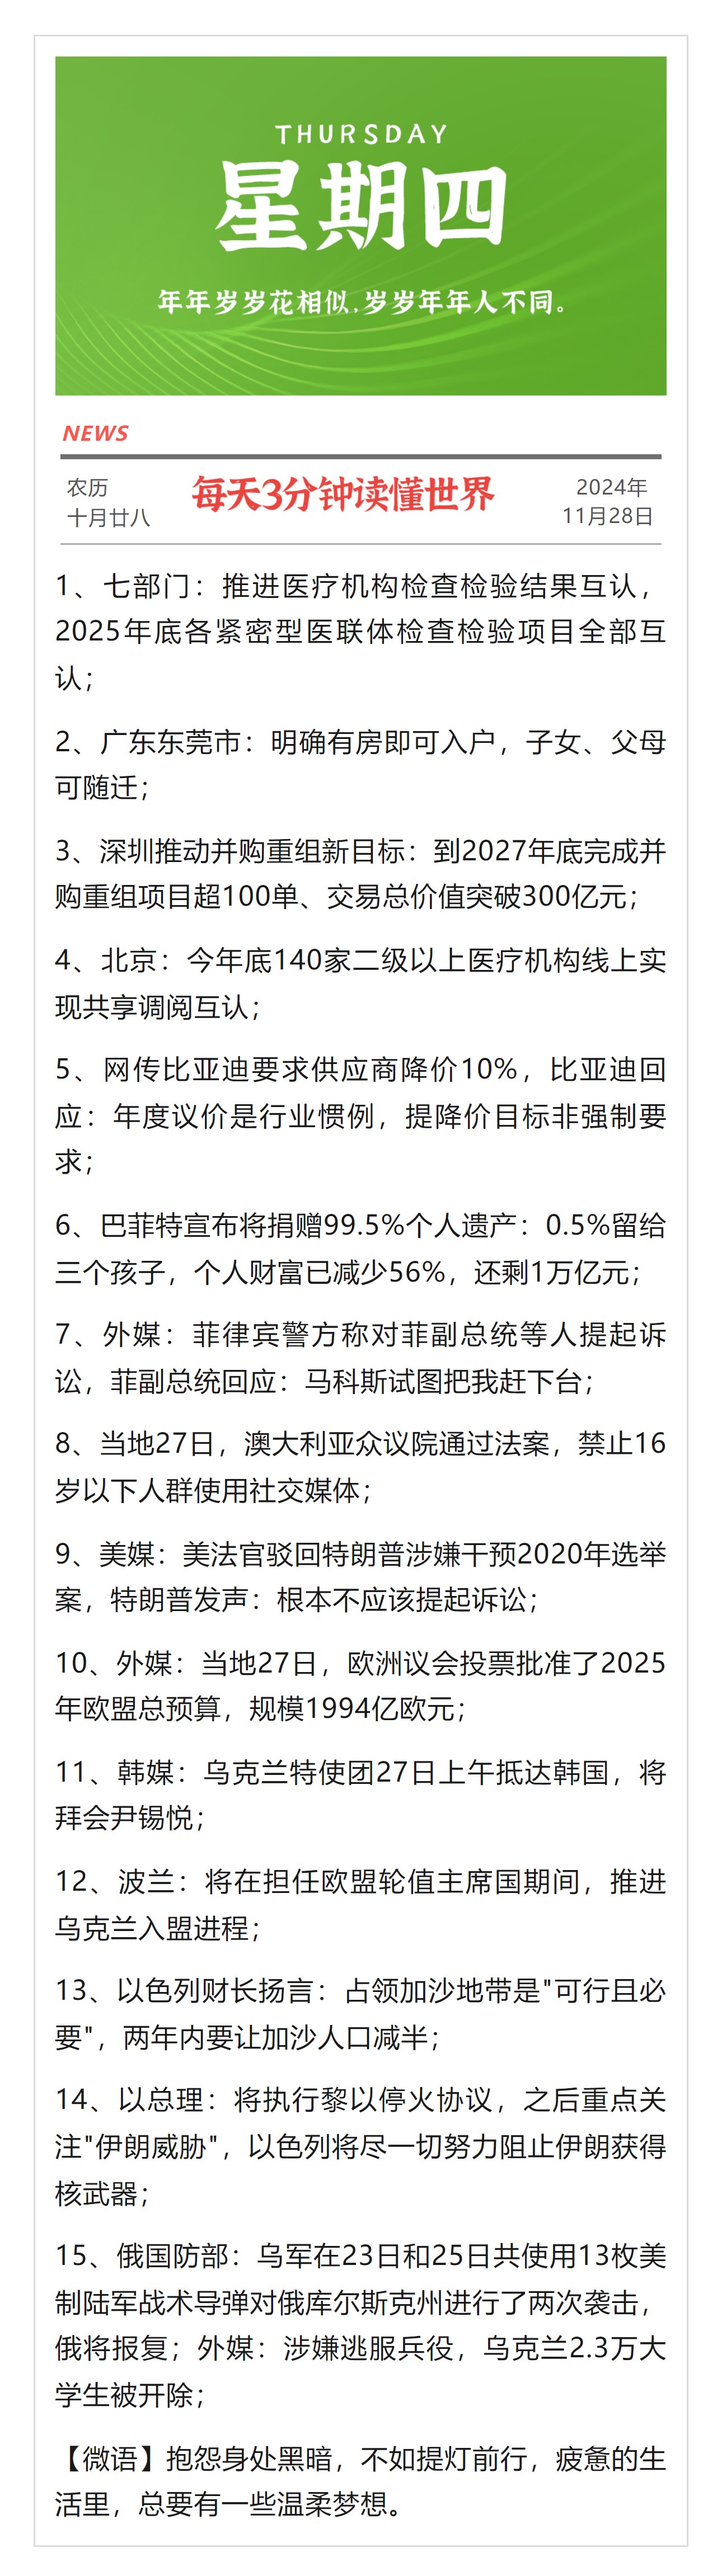 THURSDAY
星期四
年年岁岁花相似,岁岁年年人不同。
NEWS
农历
十月廿八
每天3分钟读懂世界
2024年
11月28日
1、七部门：推进医疗机构检查检验结果互认，
2025年底各紧密型医联体检查检验项目全部互
认；
2、广东东莞市：明确有房即可入户，子女、父母
可随迁；
3、深圳推动并购重组新目标：到2027年底完成并
购重组项目超100单、交易总价值突破300亿元；
4、北京：今年底140家二级以上医疗机构线上实
现共享调阅互认；
5、网传比亚迪要求供应商降价10%，比亚迪回
应：年度议价是行业惯例，提降价目标非强制要
求；
6、巴菲特宣布将捐赠99.5%个人遗产：0.5%留给
三个孩子，个人财富已减少56%，还剩1万亿元；
7、外媒：菲律宾警方称对菲副总统等人提起诉
讼，菲副总统回应：马科斯试图把我赶下台；
8、当地27日，澳大利亚众议院通过法案，禁止16
岁以下人群使用社交媒体；
9、美媒：美法官驳回特朗普涉嫌干预2020年选举
案，特朗普发声：根本不应该提起诉讼；
10、外媒：当地27日，欧洲议会投票批准了2025
年欧盟总预算，规模1994亿欧元；
11、韩媒：乌克兰特使团27日上午抵达韩国，将
拜会尹锡悦；
12、波兰：将在担任欧盟轮值主席国期间，推进
乌克兰入盟进程；
13、以色列财长扬言：占领加沙地带是"可行且必
要"，两年内要让加沙人口减半；
14、以总理：将执行黎以停火协议，之后重点关
注"伊朗威胁"，以色列将尽一切努力阻止伊朗获得
核武器；
15、俄国防部：乌军在23日和25日共使用13枚美
制陆军战术导弹对俄库尔斯克州进行了两次袭击，
俄将报复；外媒：涉嫌逃服兵役，乌克兰2.3万大
学生被开除；
【微语】抱怨身处黑暗，不如提灯前行，疲惫的生
活里，总要有一些温柔梦想。